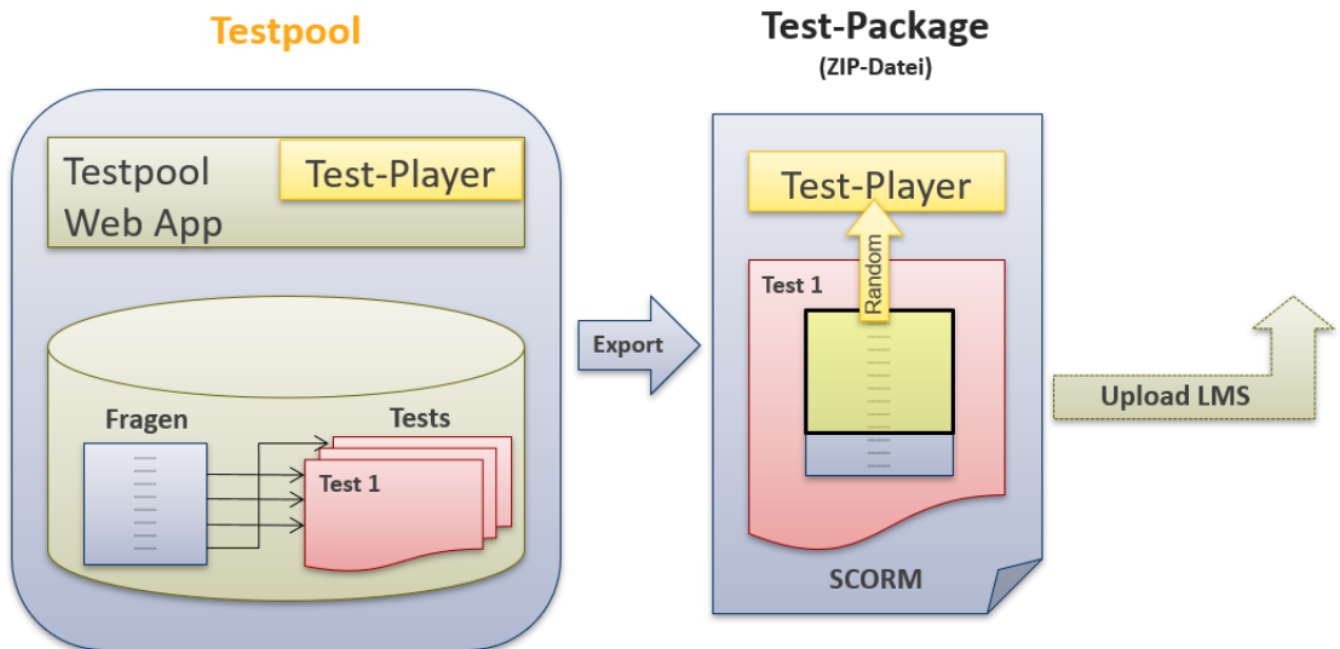 Testpool
Testpool
Web App
Test-Player
Fragen
Tests
Test 1
Export
Test-Package
(ZIP-Datei)
Test-Player
Random
Test 1
SCORM
Upload LMS